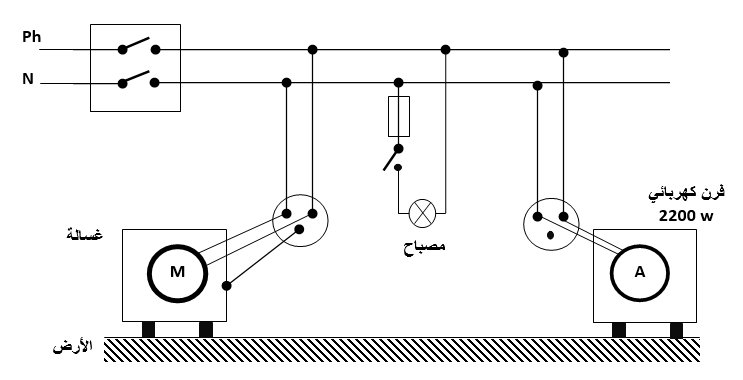 Ph
N
فرن كهربائي
2200 w
غسالة
مصباح
M
A
الأرض